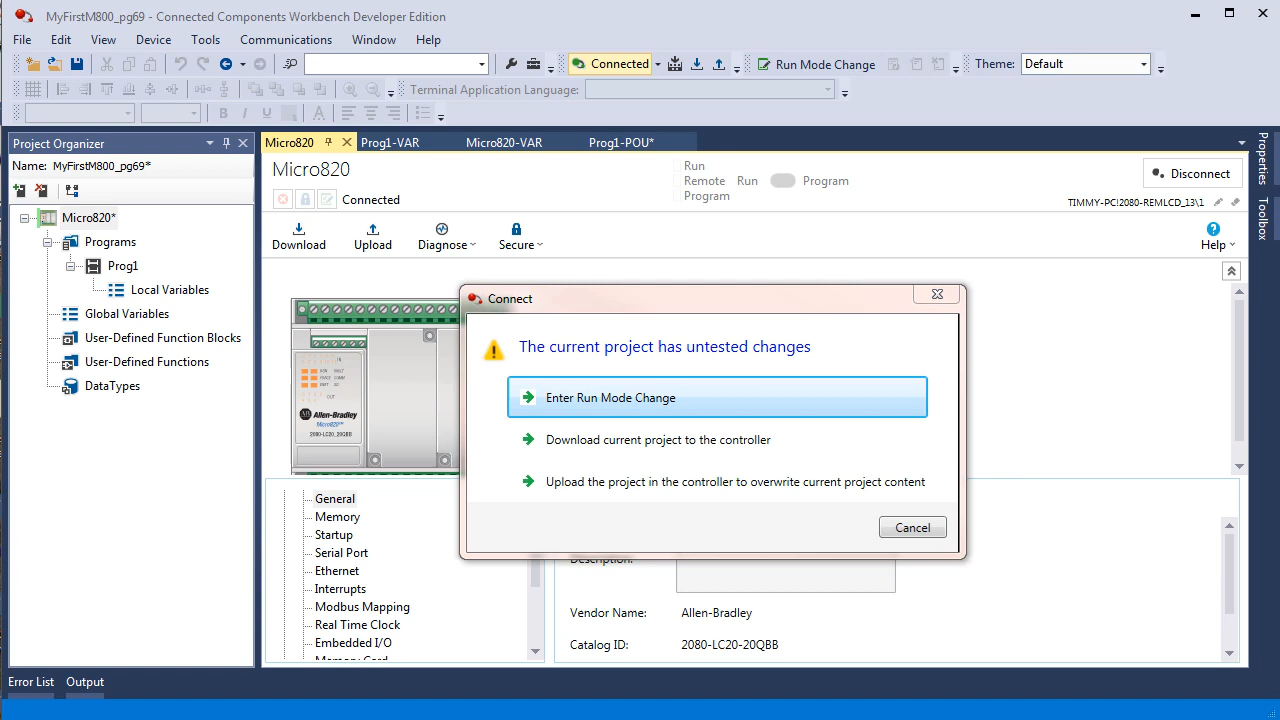 MyFirstM800_pg69 - Connected Components Workbench Developer Edition
File Edit View Device Tools Communications Window Help
Connected Run Mode Change Theme: Default
Terminal Application Language:
B I U A
Project Organizer
Name: MyFirstM800_pg69*
Micro820*
Programs
Prog1
Local Variables
Global Variables
User-Defined Function Blocks
User-Defined Functions
DataTypes
Micro820 Prog1-VAR Micro820-VAR Prog1-POU*
Micro820
Connected
Run
Remote Run Program
Program
Disconnect
TIMMY-PC!2080-REMLCD_13\1
Download Upload Diagnose Secure Help
Allen-Bradley
Micro820
2080-LC20-20QBB
Connect
The current project has untested changes
Enter Run Mode Change
Download current project to the controller
Upload the project in the controller to overwrite current project content
Cancel
General
Memory
Startup
Serial Port
Ethernet
Interrupts
Modbus Mapping
Real Time Clock
Embedded I/O
Memory Card
Description:
Vendor Name: Allen-Bradley
Catalog ID: 2080-LC20-20QBB
Properties
Toolbox
Error List Output